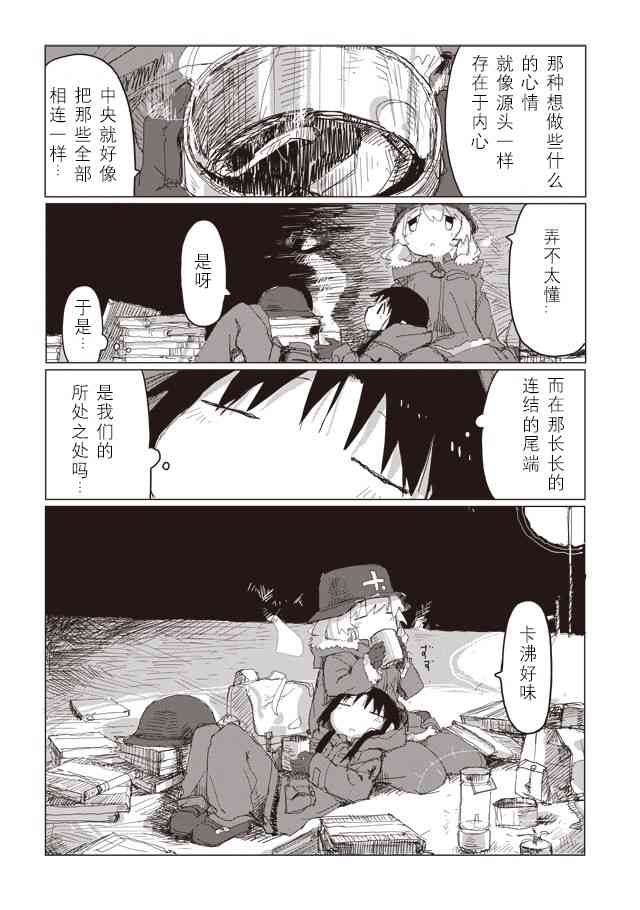 那种想做些什么
的心情
就像源头一样
存在于内心
中央就好像
把那些全部
相连一样…
弄不太懂…
是呀
于是…
而在那长长的
连结的尾端
是我们的
所处之处吗…
ずず
卡沸好味